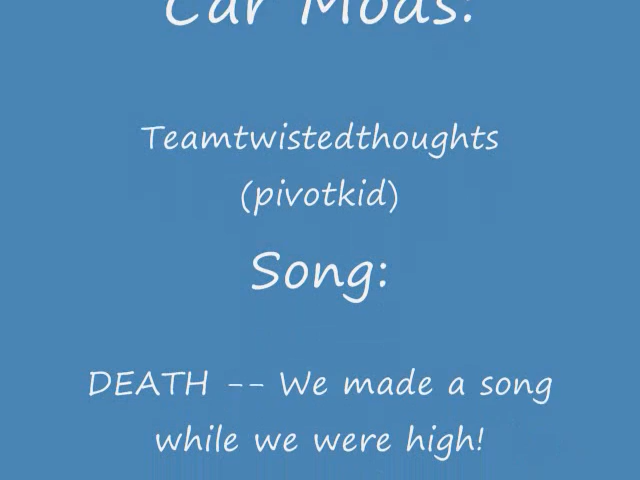 Car Mods:
Teamtwistedthoughts
(pivotkid)
Song:
DEATH -- We made a song
while we were high!